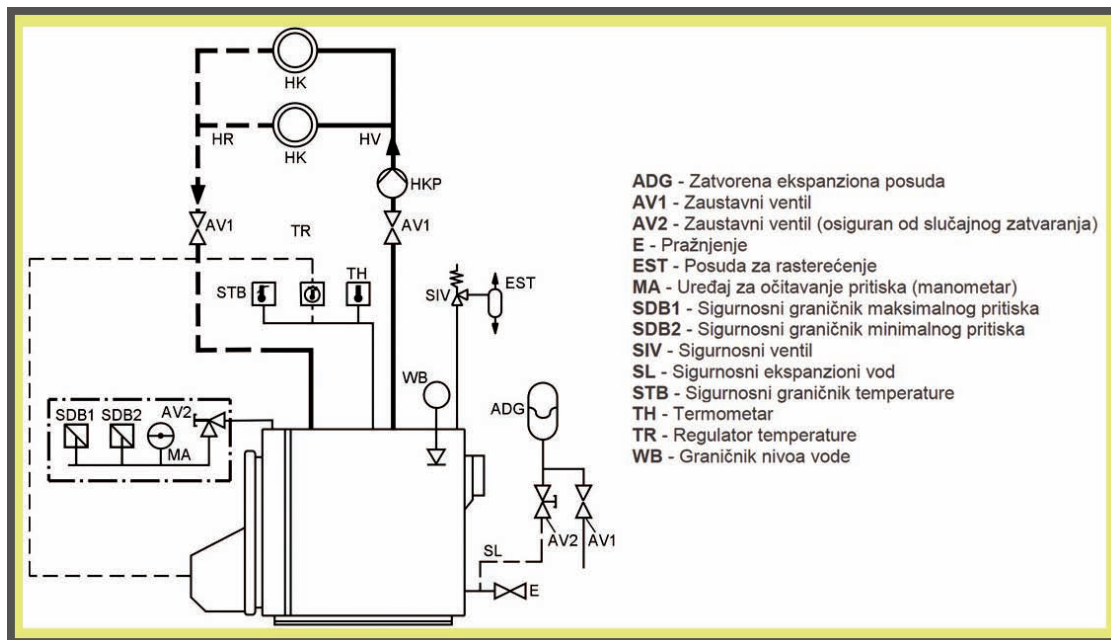 HK
HR
HV
HK
HKP
AV1
TR
AV1
STB
TH
SIV
EST
WB
ADG
SDB1
SDB2
AV2
MA
AV2
AV1
SL
E
ADG - Zatvorena ekspanziona posuda
AV1 - Zaustavni ventil
AV2 - Zaustavni ventil (osiguran od slučajnog zatvaranja)
E - Pražnjenje
EST - Posuda za rasterećenje
MA - Uređaj za očitavanje pritiska (manometar)
SDB1 - Sigurnosni graničnik maksimalnog pritiska
SDB2 - Sigurnosni graničnik minimalnog pritiska
SIV - Sigurnosni ventil
SL - Sigurnosni ekspanzioni vod
STB - Sigurnosni graničnik temperature
TH - Termometar
TR - Regulator temperature
WB - Graničnik nivoa vode